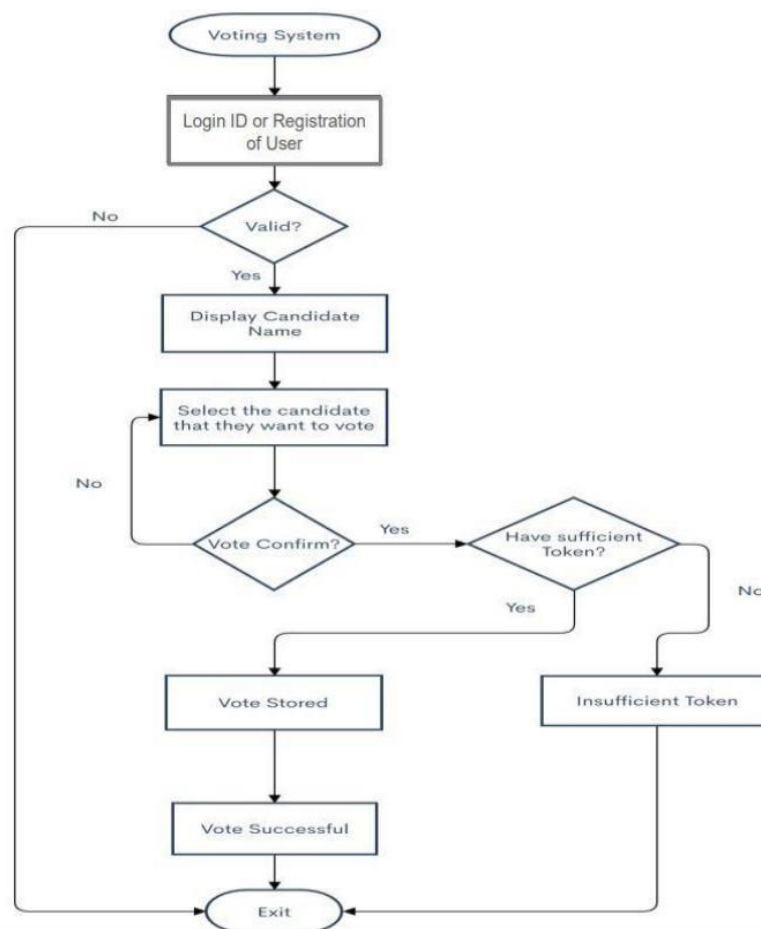 Voting System
Login ID or Registration
of User
No
Valid?
Yes
Display Candidate
Name
Select the candidate
that they want to vote
No
Vote Confirm?
Yes
Have sufficient
Token?
No
Yes
Vote Stored
Insufficient Token
Vote Successful
Exit